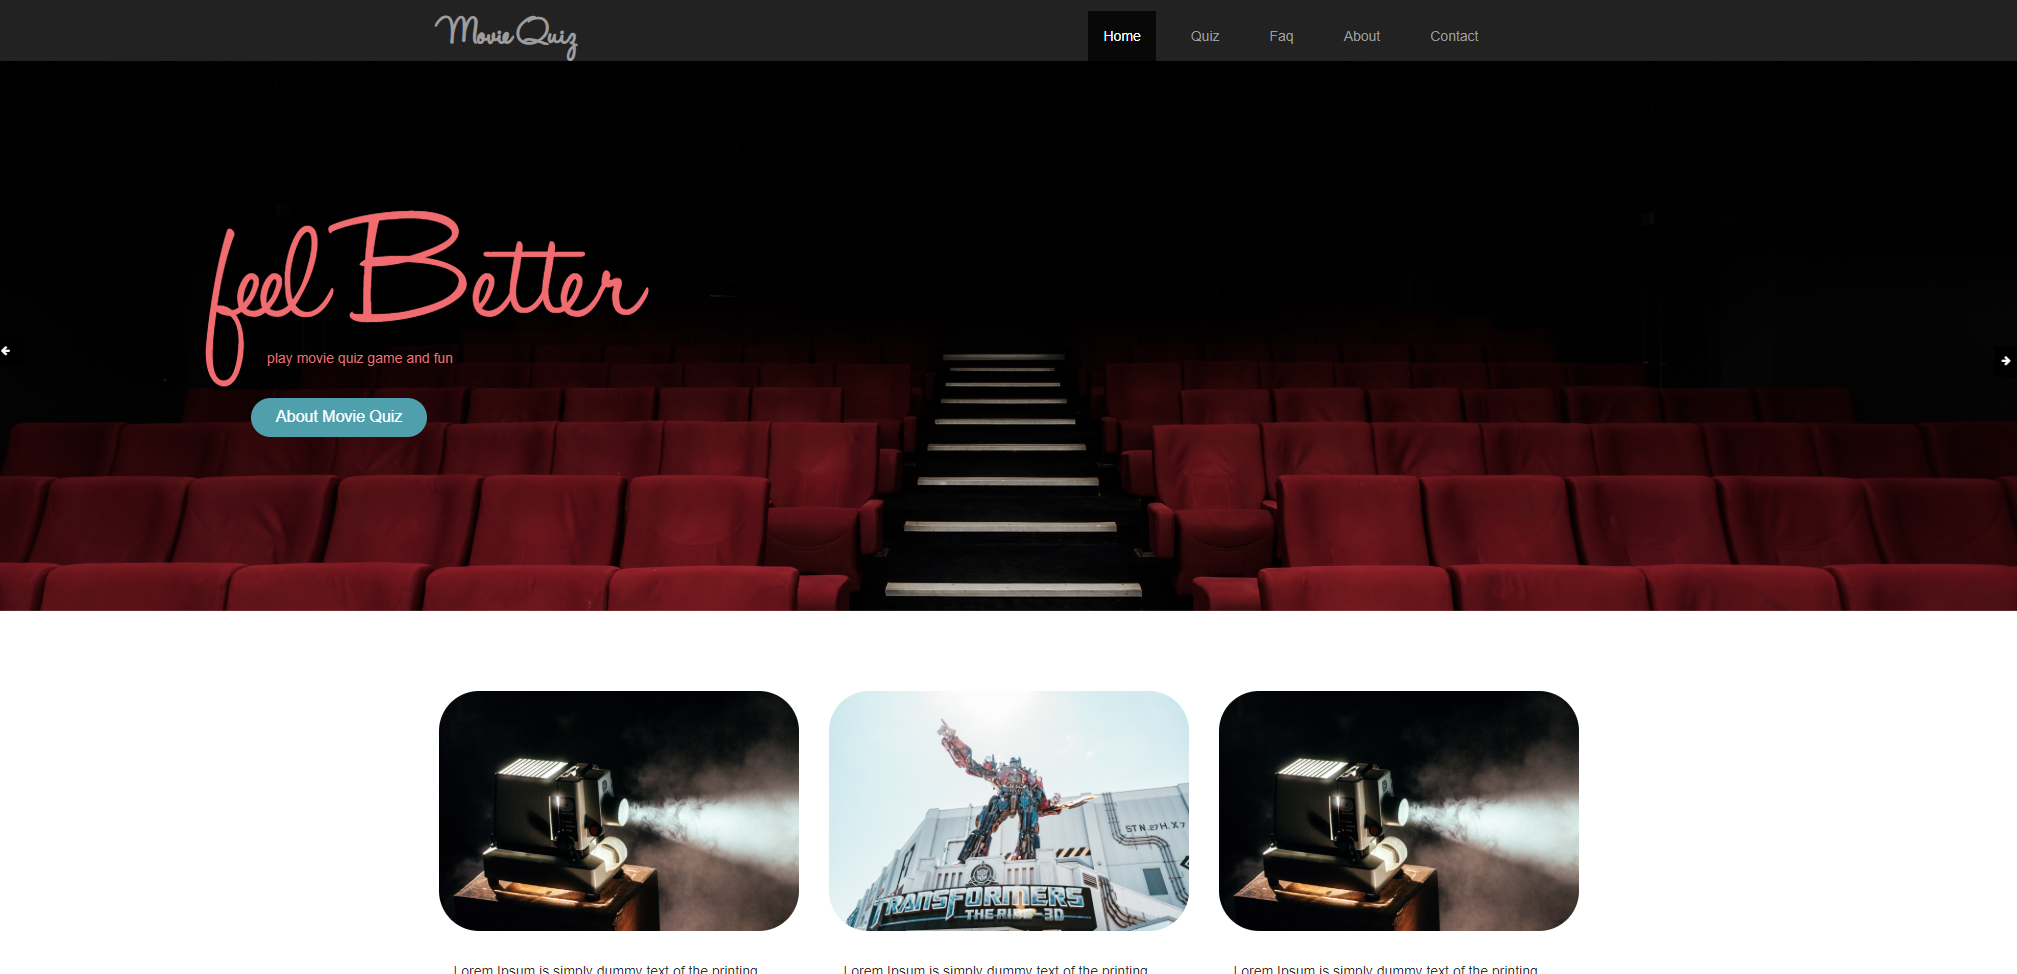 Movie Quiz
Home
Quiz
Faq
About
Contact
feel Better
play movie quiz game and fun
About Movie Quiz
STN.27H.X7
TRANSFORMERS
THE RIDE-3D
Lorem Ipsum is simply dummy text of the printing
Lorem Ipsum is simply dummy text of the printing
Lorem Ipsum is simply dummy text of the printing